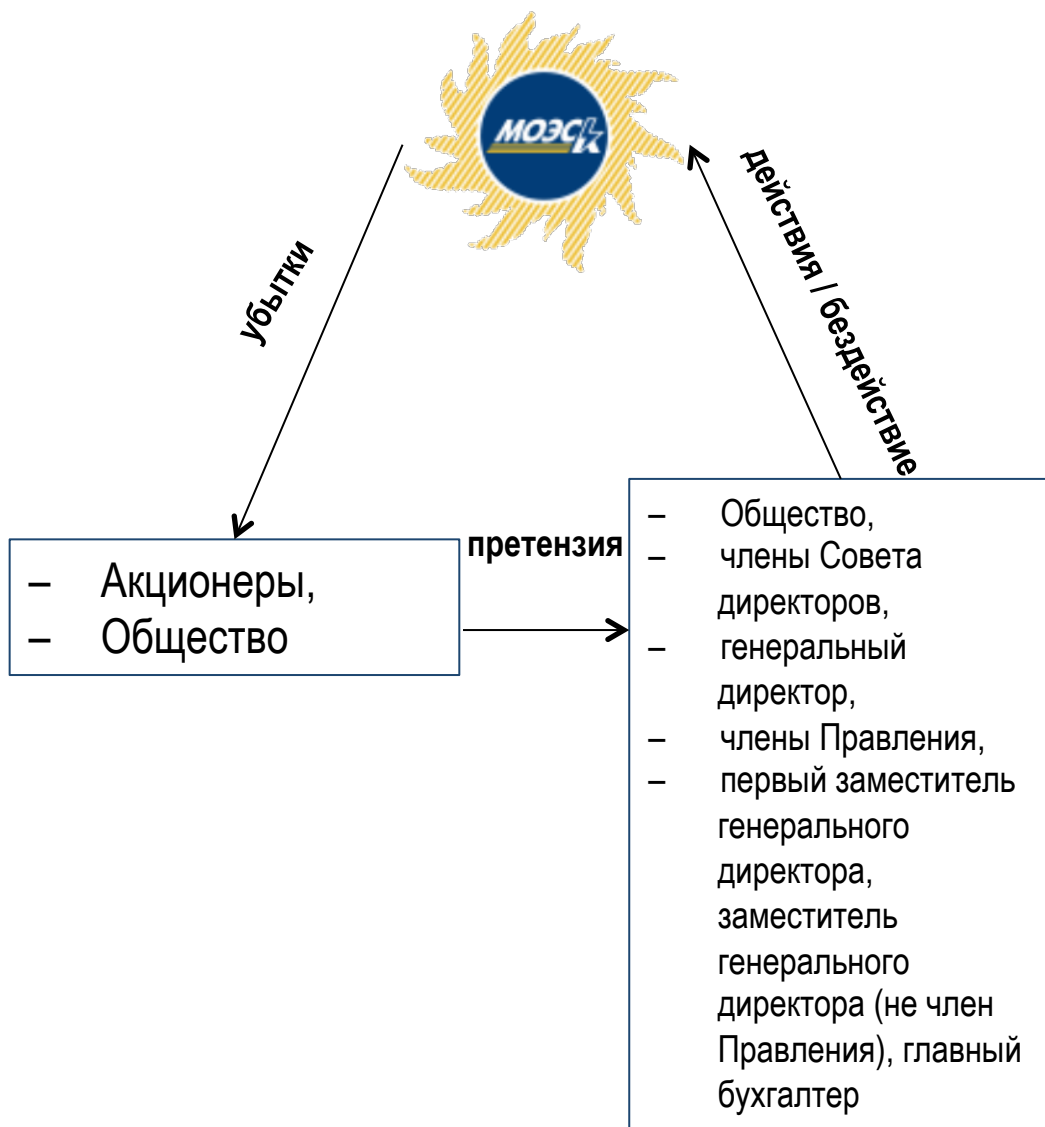 МОЭСК
убытки
действия / бездействие
– Акционеры,
– Общество
претензия
– Общество,
– члены Совета
директоров,
– генеральный
директор,
– члены Правления,
– первый заместитель
генерального
директора,
заместитель
генерального
директора (не член
Правления), главный
бухгалтер